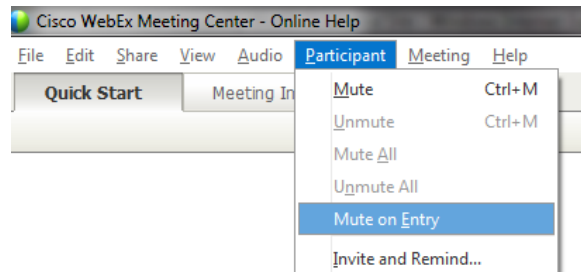 Cisco WebEx Meeting Center - Online Help
File Edit Share View Audio Participant Meeting Help
Quick Start Meeting In
Mute Ctrl+M
Unmute Ctrl+M
Mute All
Unmute All
Mute on Entry
Invite and Remind...